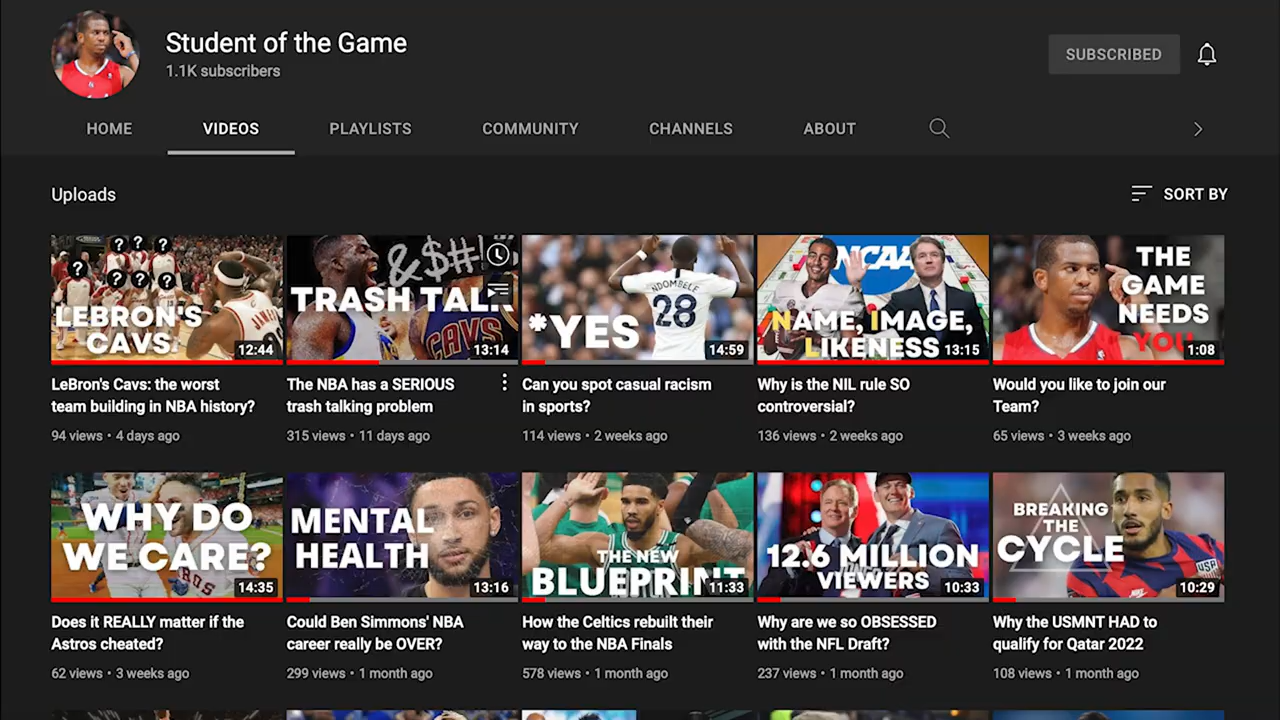 Student of the Game
1.1K subscribers
SUBSCRIBED
HOME
VIDEOS
PLAYLISTS
COMMUNITY
CHANNELS
ABOUT
Uploads
SORT BY
? ? ?
? ? ? ?
LEBRON'S
CAVS
JAMES
12:44
LeBron's Cavs: the worst
team building in NBA history?
94 views • 4 days ago
&$#!
TRASH TALK
CAVS
13:14
The NBA has a SERIOUS
trash talking problem
315 views • 11 days ago
NDOMBELE
28
*YES
14:59
Can you spot casual racism
in sports?
114 views • 2 weeks ago
NCAA
NAME, IMAGE,
LIKENESS
13:15
Why is the NIL rule SO
controversial?
136 views • 2 weeks ago
THE
GAME
NEEDS
YOU
1:08
Would you like to join our
Team?
65 views • 3 weeks ago
WHY DO
WE CARE?
14:35
Does it REALLY matter if the
Astros cheated?
62 views • 3 weeks ago
MENTAL
HEALTH
13:16
Could Ben Simmons' NBA
career really be OVER?
299 views • 1 month ago
THE NEW
BLUEPRINT
11:33
How the Celtics rebuilt their
way to the NBA Finals
578 views • 1 month ago
12.6 MILLION
VIEWERS
10:33
Why are we so OBSESSED
with the NFL Draft?
237 views • 1 month ago
BREAKING
THE
CYCLE
USA
10:29
Why the USMNT HAD to
qualify for Qatar 2022
108 views • 1 month ago